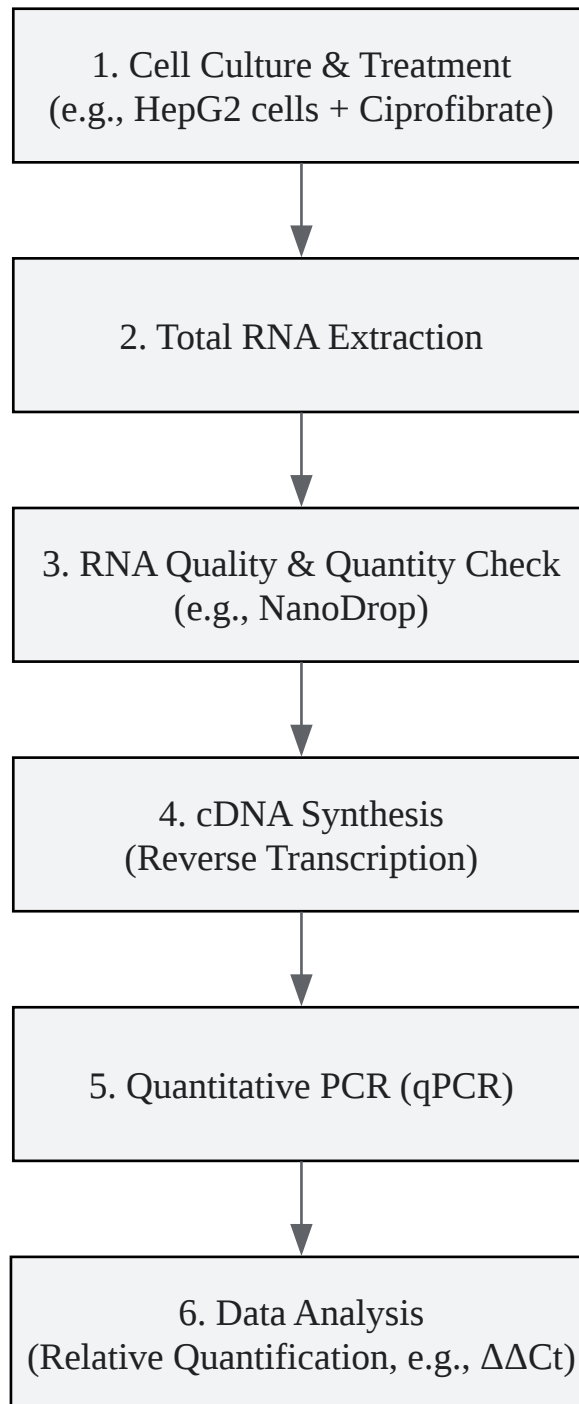 1. Cell Culture & Treatment
(e.g., HepG2 cells + Ciprofibrate)
2. Total RNA Extraction
3. RNA Quality & Quantity Check
(e.g., NanoDrop)
4. cDNA Synthesis
(Reverse Transcription)
5. Quantitative PCR (qPCR)
6. Data Analysis
(Relative Quantification, e.g., ΔΔCt)